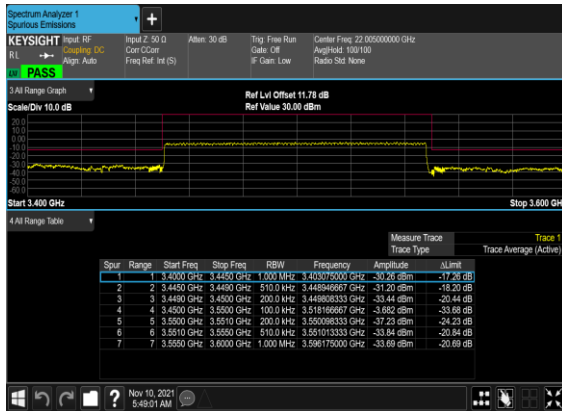 Spectrum Analyzer 1
Spurious Emissions
+
KEYSIGHT Input: RF Input Z: 50 Ω Atten: 30 dB Trig: Free Run Center Freq: 22.005000000 GHz
RL Coupling: DC Corr CCorr Gate: Off Avg|Hold: 100/100
Align: Auto Freq Ref: Int (S) IF Gain: Low Radio Std: None
PASS
3 All Range Graph
Ref Lvl Offset 11.78 dB
Scale/Div 10.0 dB Ref Value 30.00 dBm
20.0
10.0
0.00
-10.0
-20.0
-30.0
-40.0
-50.0
-60.0
Start 3.400 GHz Stop 3.600 GH
4 All Range Table
Measure Trace Trace 1
Trace Type Trace Average (Active)
Spur Range Start Freq Stop Freq RBW Frequency Amplitude ΔLimit
1 1 3.4000 GHz 3.4450 GHz 1.000 MHz 3.403075000 GHz -30.26 dBm -17.26 dB
2 2 3.4450 GHz 3.4490 GHz 510.0 kHz 3.448946667 GHz -31.20 dBm -18.20 dB
3 3 3.4490 GHz 3.4500 GHz 200.0 kHz 3.449808333 GHz -33.44 dBm -20.44 dB
4 4 3.4500 GHz 3.5500 GHz 100.0 kHz 3.518166667 GHz -3.682 dBm -33.68 dB
5 5 3.5500 GHz 3.5510 GHz 200.0 kHz 3.550098333 GHz -37.23 dBm -24.23 dB
6 6 3.5510 GHz 3.5550 GHz 510.0 kHz 3.551013333 GHz -33.84 dBm -20.84 dB
7 7 3.5550 GHz 3.6000 GHz 1.000 MHz 3.596175000 GHz -33.69 dBm -20.69 dB
? Nov 10, 2021
5:49:01 AM